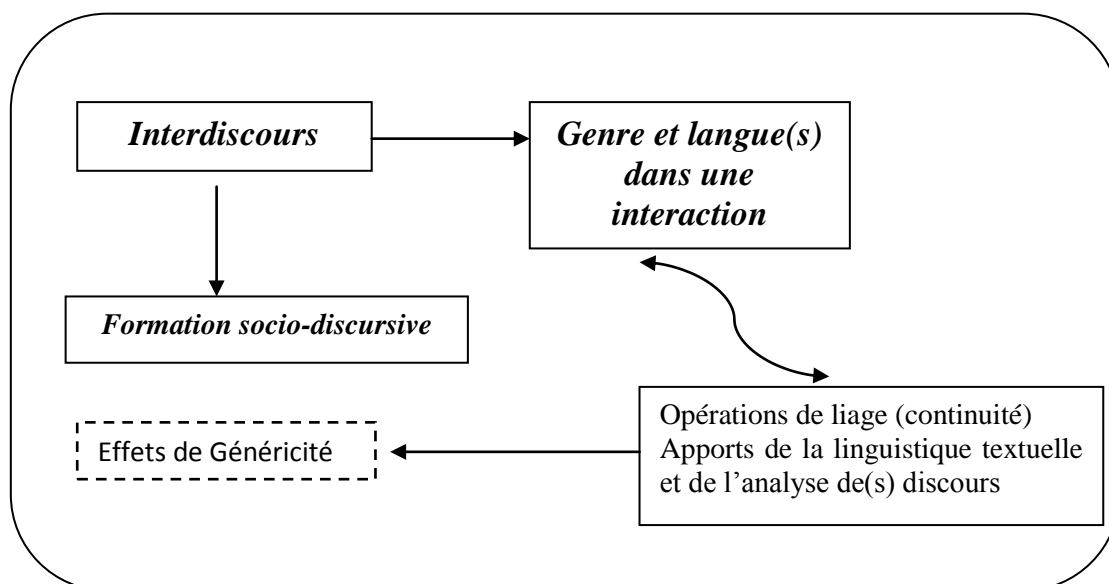 Interdiscours
Genre et langue(s)
dans une
interaction
Formation socio-discursive
Opérations de liage (continuité)
Apports de la linguistique textuelle
et de l’analyse de(s) discours
Effets de Généricité